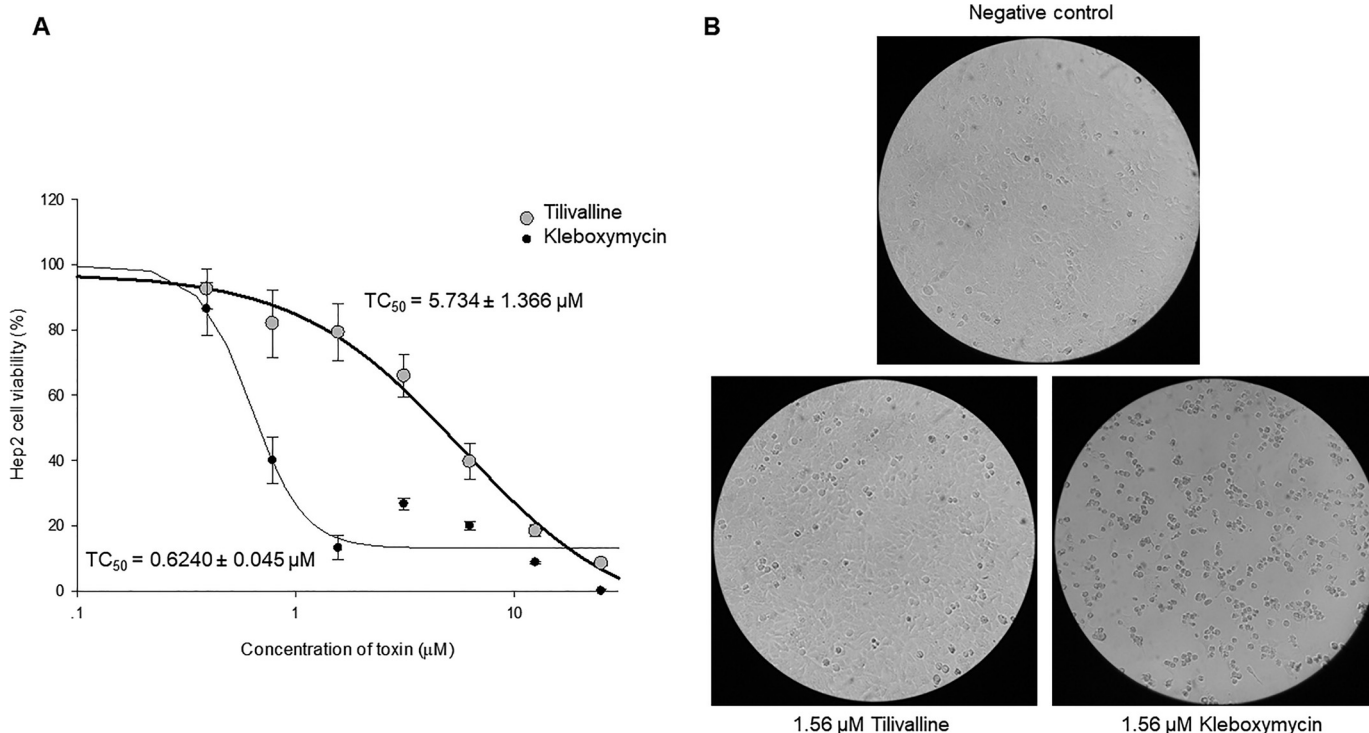 A
120
100
80
60
40
20
0
.1
1
10
Hep2 cell viability (%)
Concentration of toxin (µM)
Tilivalline
Kleboxymycin
TC50 = 5.734 ± 1.366 µM
TC50 = 0.6240 ± 0.045 µM
B
Negative control
1.56 µM Tilivalline
1.56 µM Kleboxymycin